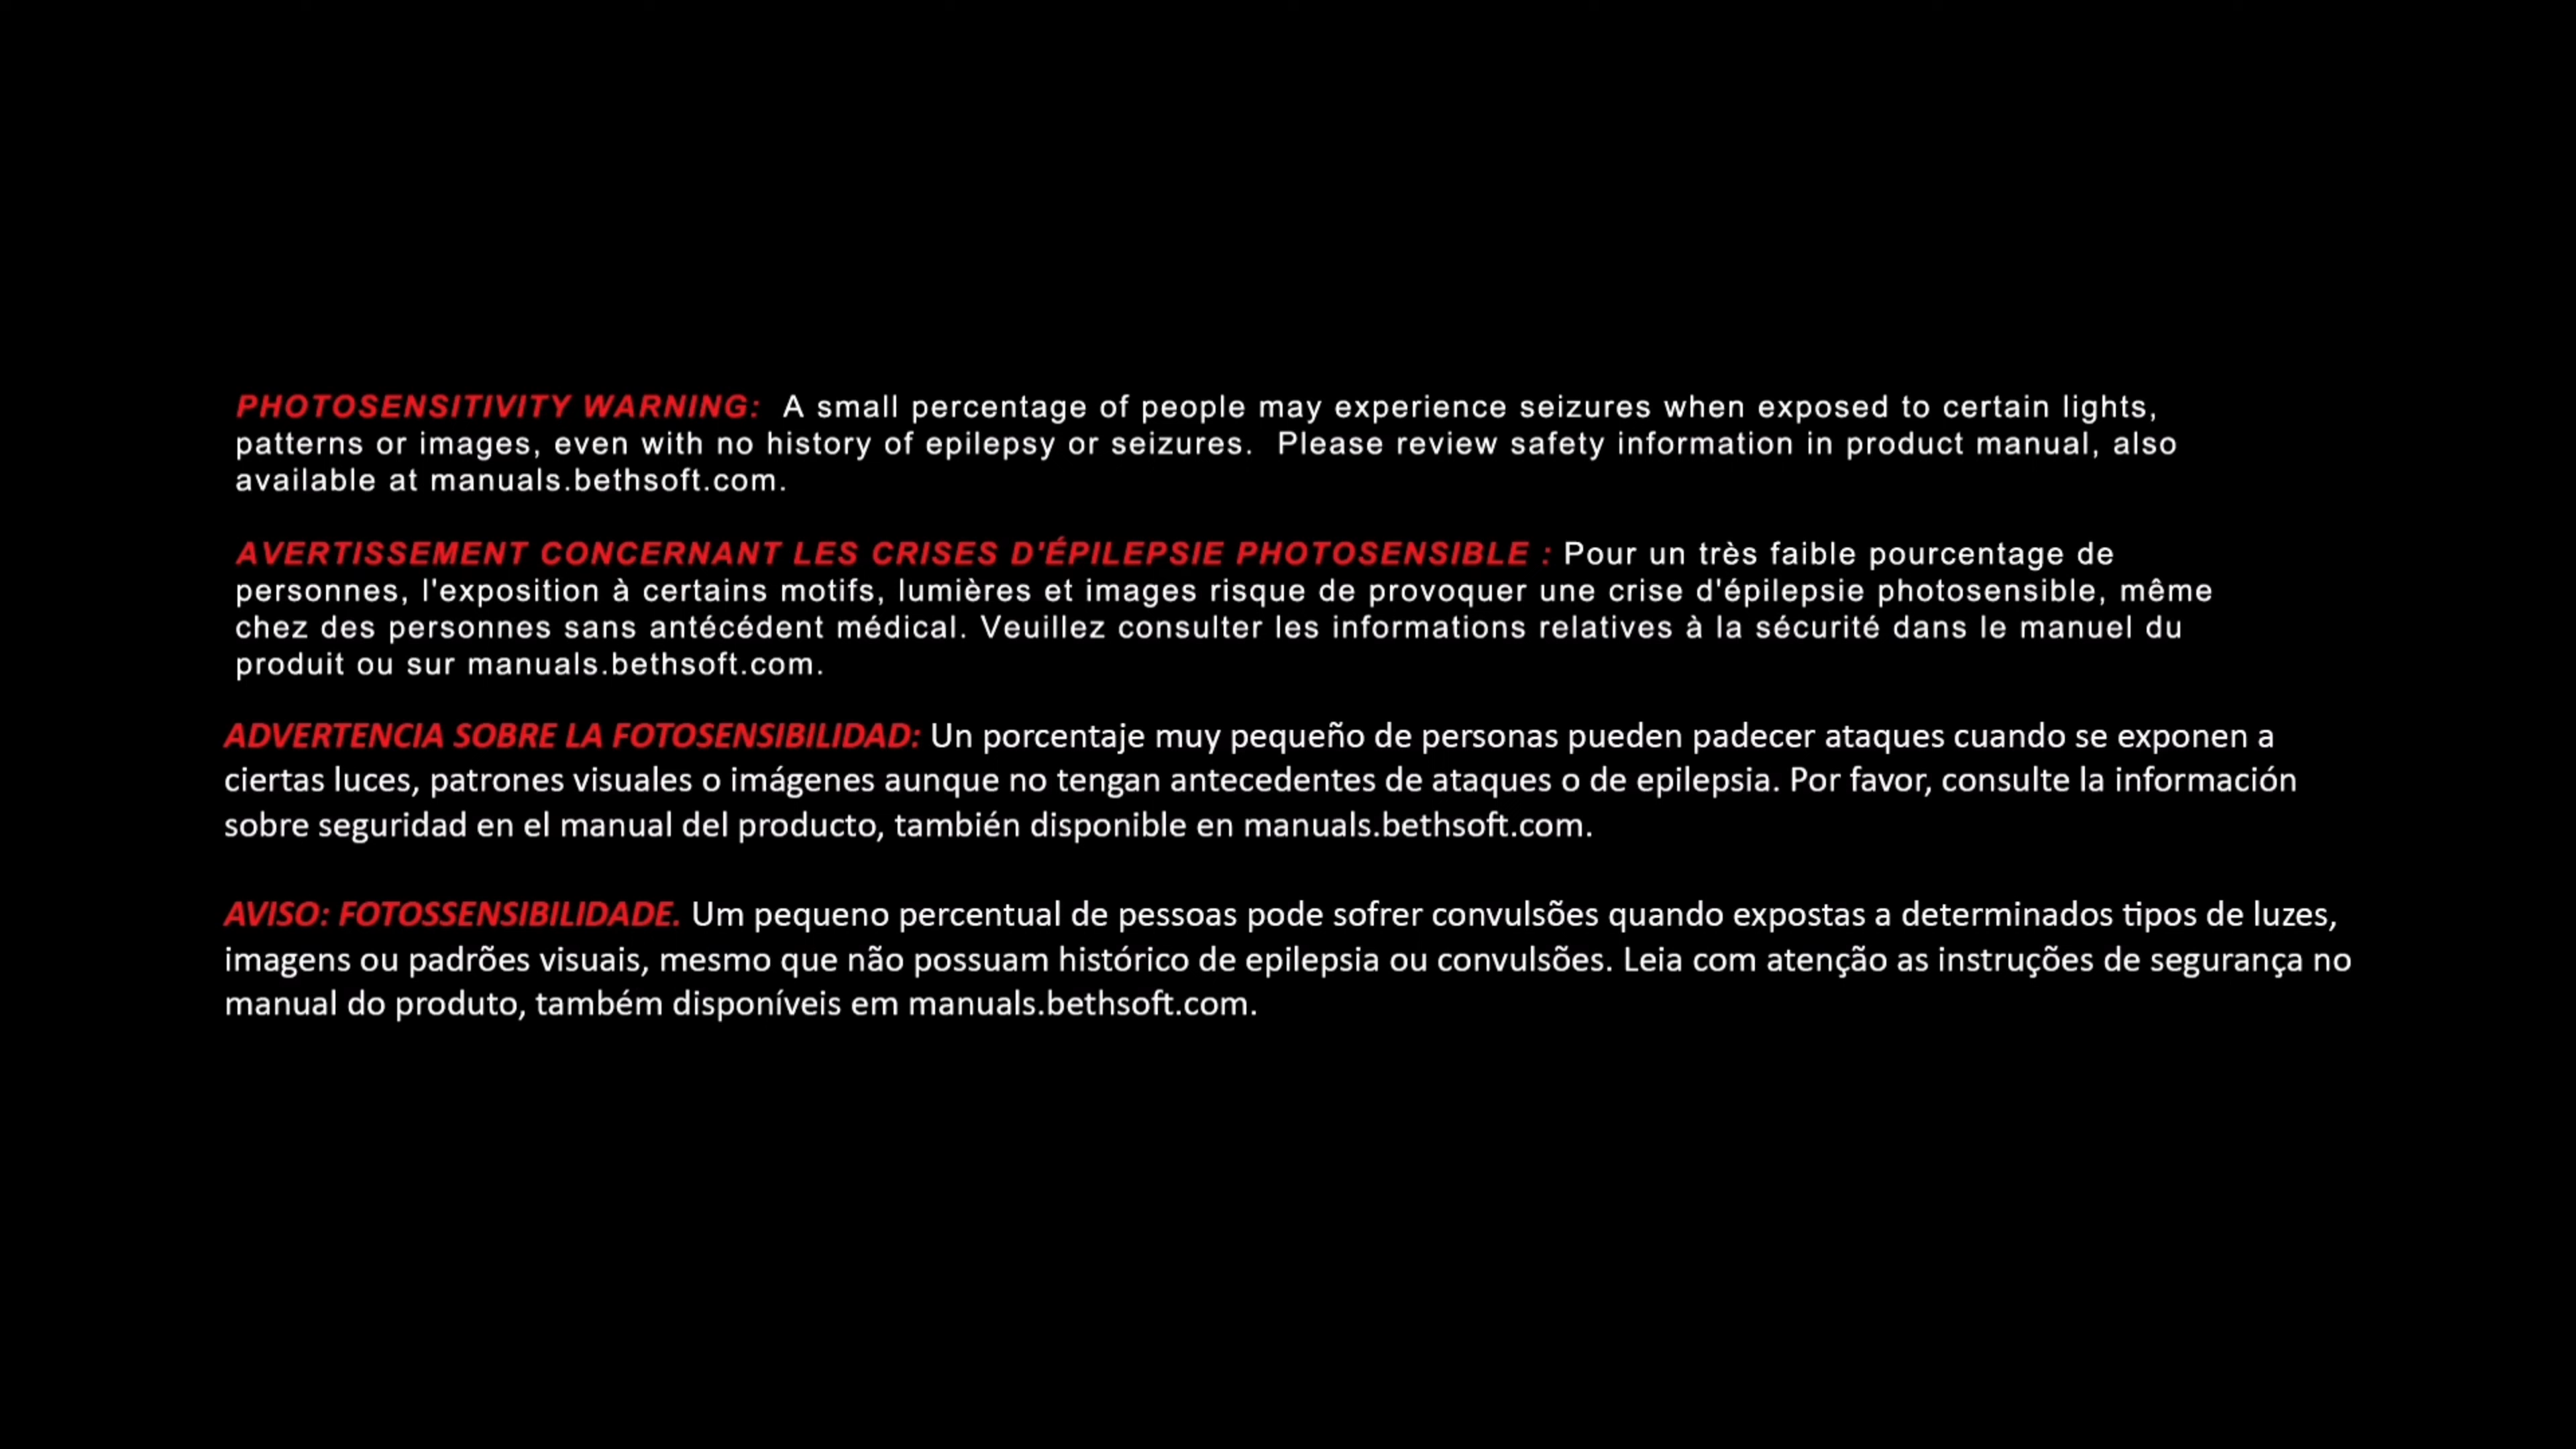 PHOTOSENSITIVITY WARNING: A small percentage of people may experience seizures when exposed to certain lights,
patterns or images, even with no history of epilepsy or seizures. Please review safety information in product manual, also
available at manuals.bethsoft.com.
AVERTISSEMENT CONCERNANT LES CRISES D'ÉPILEPSIE PHOTOSENSIBLE : Pour un très faible pourcentage de
personnes, l'exposition à certains motifs, lumières et images risque de provoquer une crise d'épilepsie photosensible, même
chez des personnes sans antécédent médical. Veuillez consulter les informations relatives à la sécurité dans le manuel du
produit ou sur manuals.bethsoft.com.
ADVERTENCIA SOBRE LA FOTOSENSIBILIDAD: Un porcentaje muy pequeño de personas pueden padecer ataques cuando se exponen a
ciertas luces, patrones visuales o imágenes aunque no tengan antecedentes de ataques o de epilepsia. Por favor, consulte la información
sobre seguridad en el manual del producto, también disponible en manuals.bethsoft.com.
AVISO: FOTOSSENSIBILIDADE. Um pequeno percentual de pessoas pode sofrer convulsões quando expostas a determinados tipos de luzes,
imagens ou padrões visuais, mesmo que não possuam histórico de epilepsia ou convulsões. Leia com atenção as instruções de segurança no
manual do produto, também disponíveis em manuals.bethsoft.com.